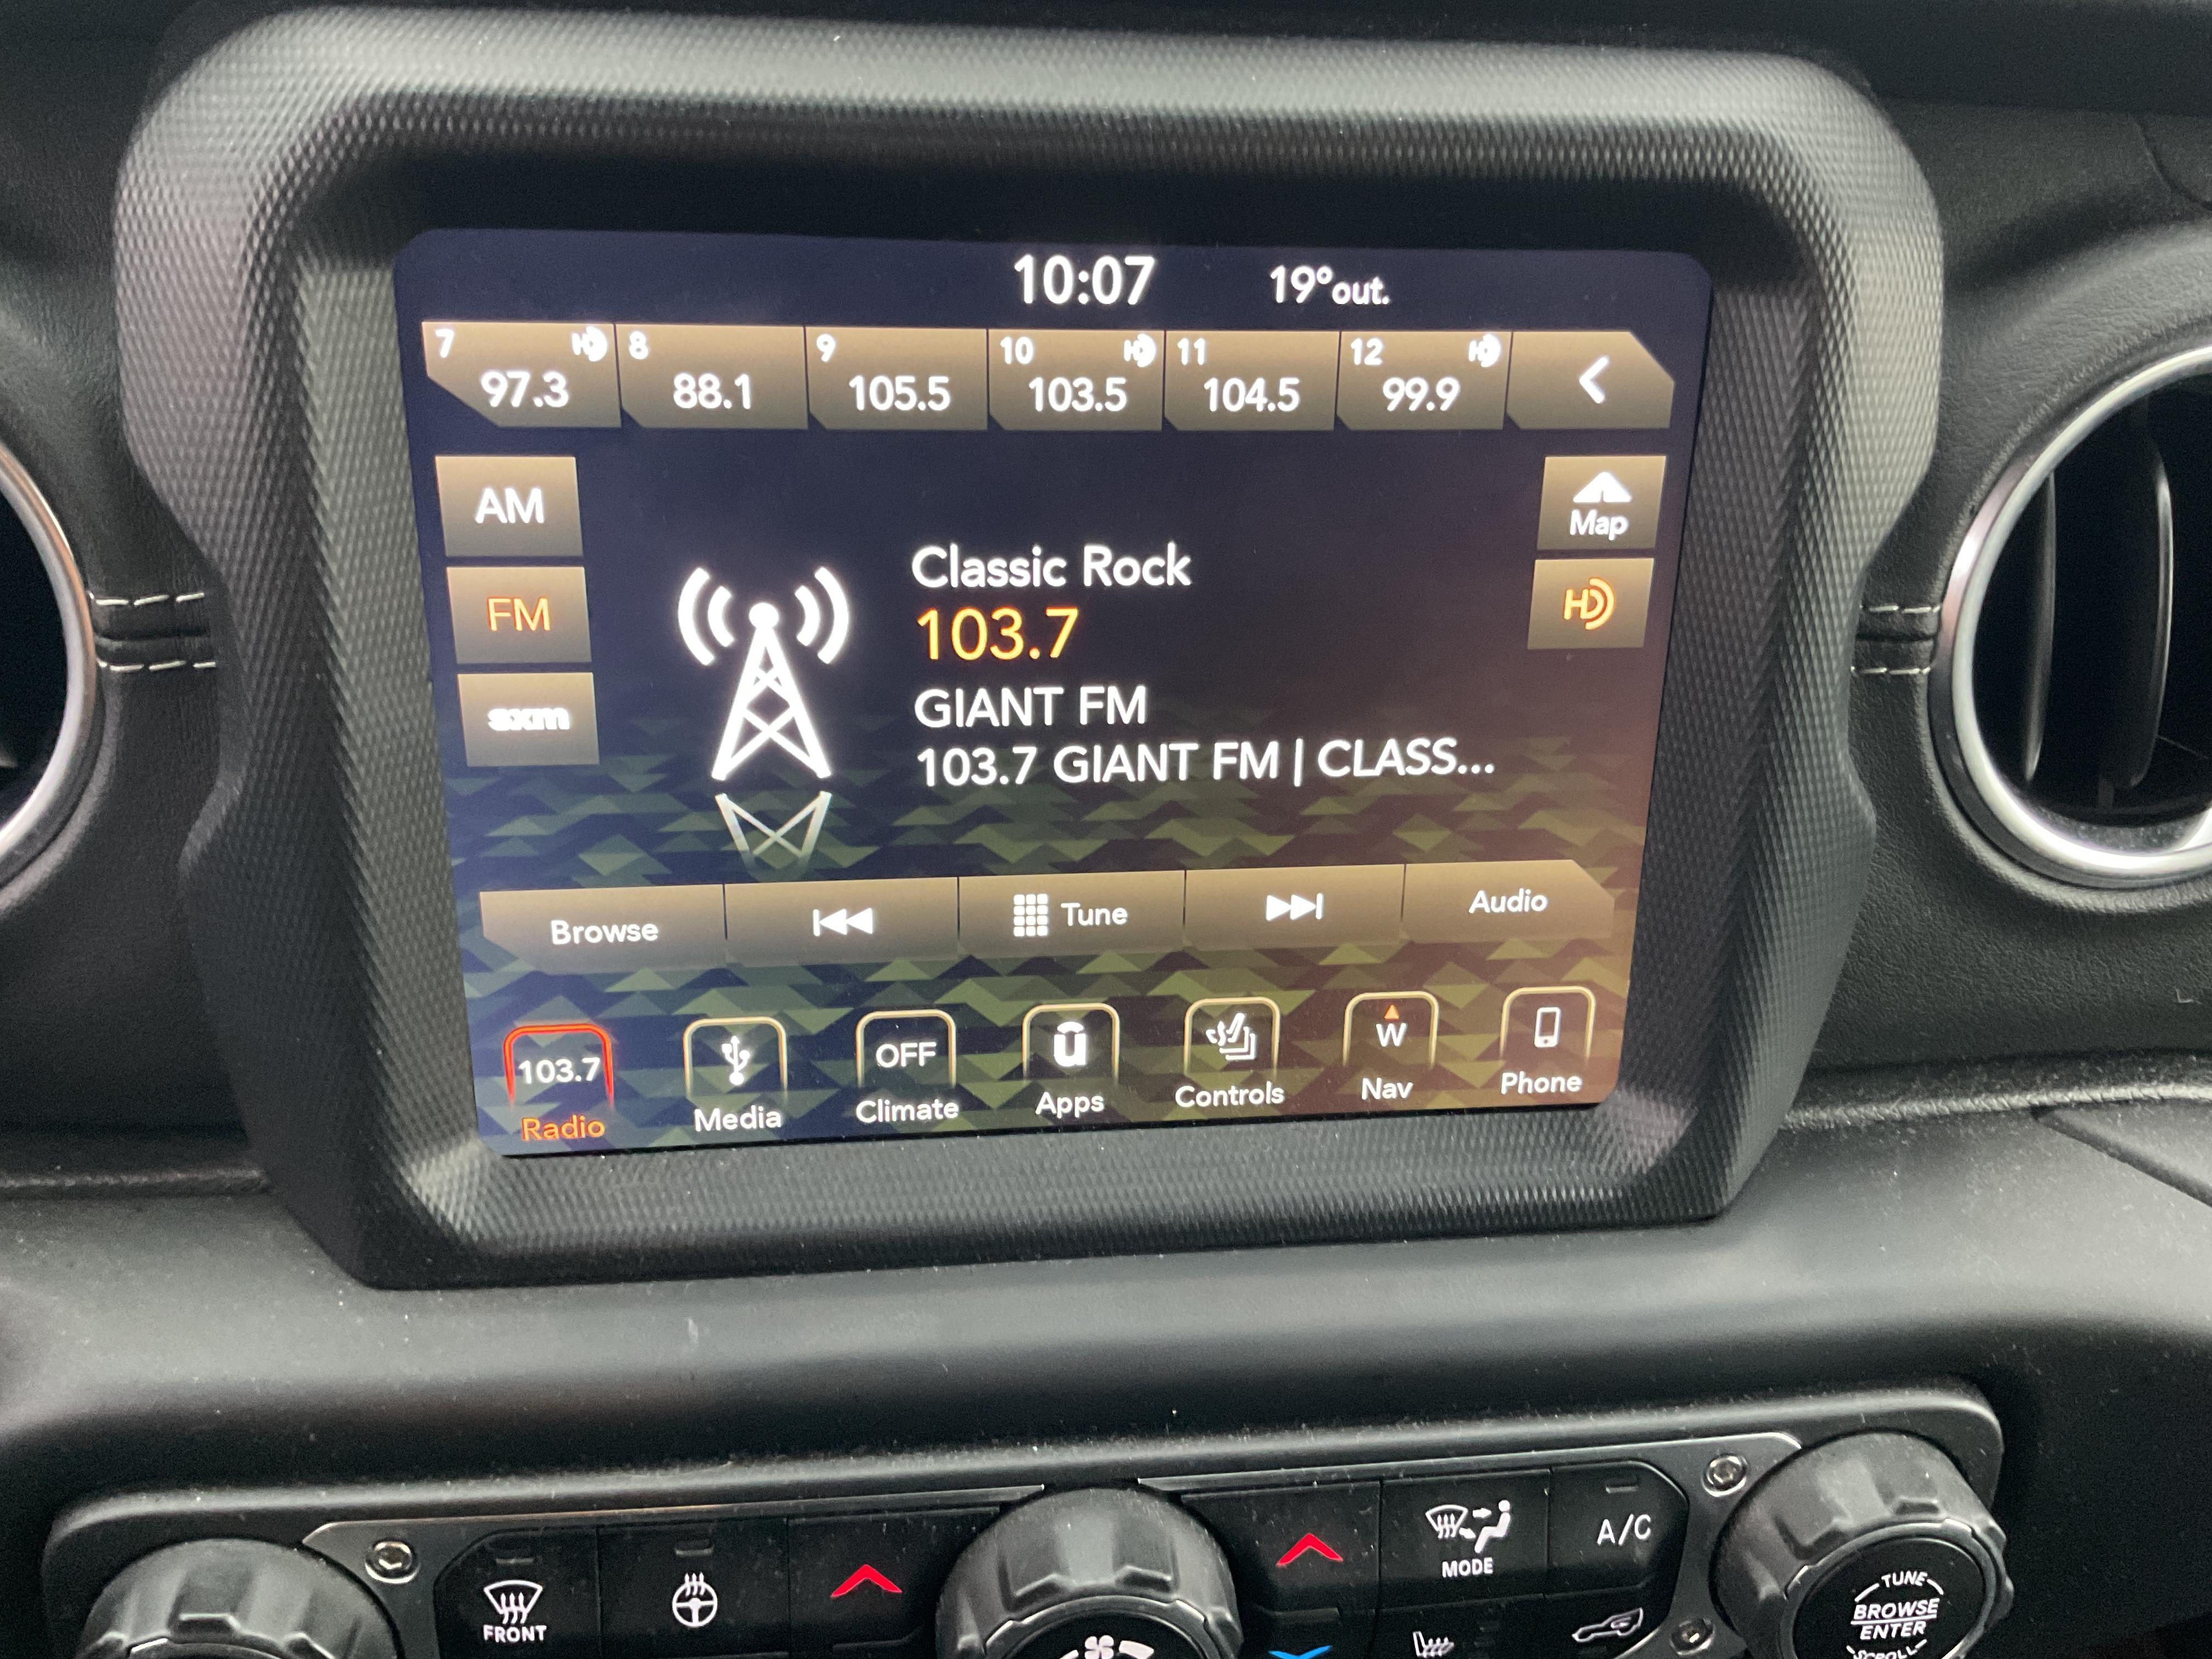 10:07 19°out.
7 8 9 10 11 12
97.3 88.1 105.5 103.5 104.5 99.9
AM
Map
FM
HD
sxm
Classic Rock
103.7
GIANT FM
103.7 GIANT FM | CLASS...
Browse Tune Audio
103.7 OFF ü W
Radio Media Climate Apps Controls Nav Phone
FRONT
MODE
A/C
TUNE
BROWSE
ENTER
SCROLL